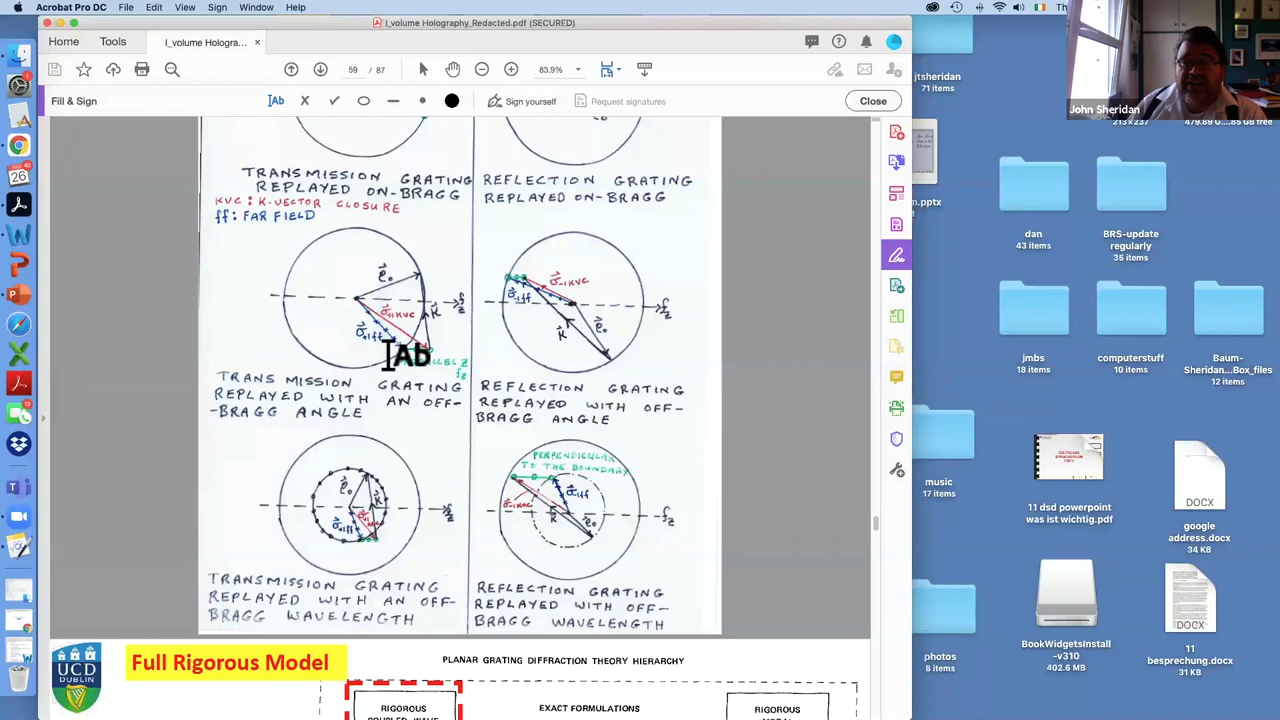 Acrobat Pro DC File Edit View Sign Window Help
I_volume Holography_Redacted.pdf (SECURED)
Home Tools I_volume Hologra...
59 / 87 83.9%
Fill & Sign
Ab
Sign yourself
Request signatures
Close
TRANSMISSION GRATING
REPLAYED ON-BRAGG
KVC: K-VECTOR CLOSURE
ff: FAR FIELD
REFLECTION GRATING
REPLAYED ON-BRAGG
Ab
TRANSMISSION GRATING
REPLAYED WITH AN OFF-
-BRAGG ANGLE
REFLECTION GRATING
REPLAYED WITH OFF-
BRAGG ANGLE
PERPENDICULAR
TO THE BOUNDARY
TRANSMISSION GRATING
REPLAYED WITH AN OFF-
BRAGG WAVELENGTH
REFLECTION GRATING
REPLAYED WITH OFF-
BRAGG WAVELENGTH
UCD
DUBLIN
Full Rigorous Model
PLANAR GRATING DIFFRACTION THEORY HIERARCHY
RIGOROUS
EXACT FORMULATIONS
RIGOROUS
John Sheridan
jtsheridan
71 items
dan
43 items
BRS-update
regularly
35 items
jmbs
18 items
computerstuff
10 items
Baum-
Sheridan...
Box_files
12 items
music
17 items
11 dsd powerpoint
was ist wichtig.pdf
DOCX
google
address.docx
34 KB
photos
8 items
BookWidgetsInstall
-v310
402.6 MB
DOCX
11
besprechung.docx
31 KB